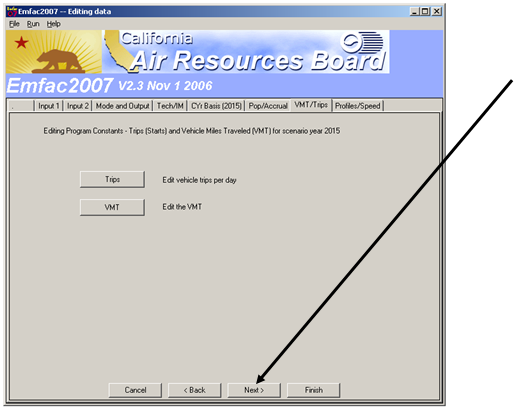 Emfac2007 -- Editing data
File Run Help
California
Air Resources Board
Emfac2007 V2.3 Nov 1 2006
Input 1 Input 2 Mode and Output Tech/IM CYr Basis (2015) Pop/Accrual VMT/Trips Profiles/Speed
Editing Program Constants - Trips (Starts) and Vehicle Miles Traveled (VMT) for scenario year 2015
Trips Edit vehicle trips per day
VMT Edit the VMT
Cancel < Back Next > Finish